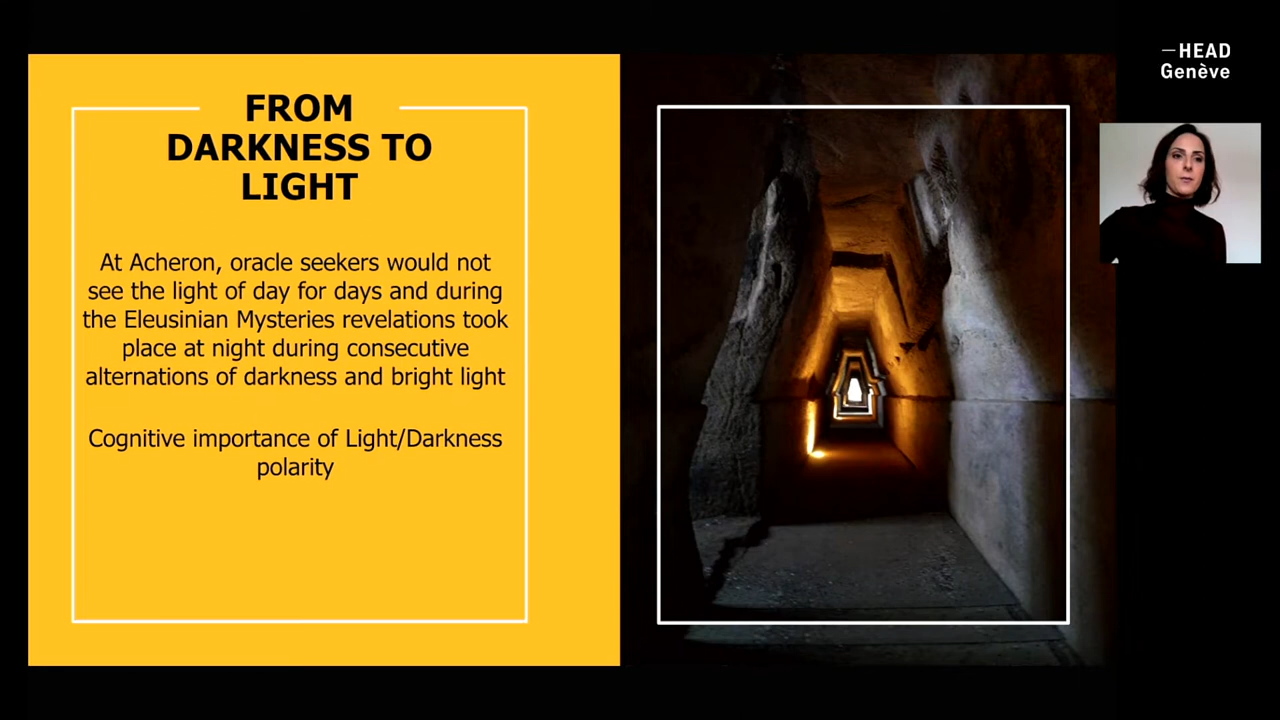 FROM
DARKNESS TO
LIGHT
At Acheron, oracle seekers would not
see the light of day for days and during
the Eleusinian Mysteries revelations took
place at night during consecutive
alternations of darkness and bright light
Cognitive importance of Light/Darkness
polarity
—HEAD
Genève